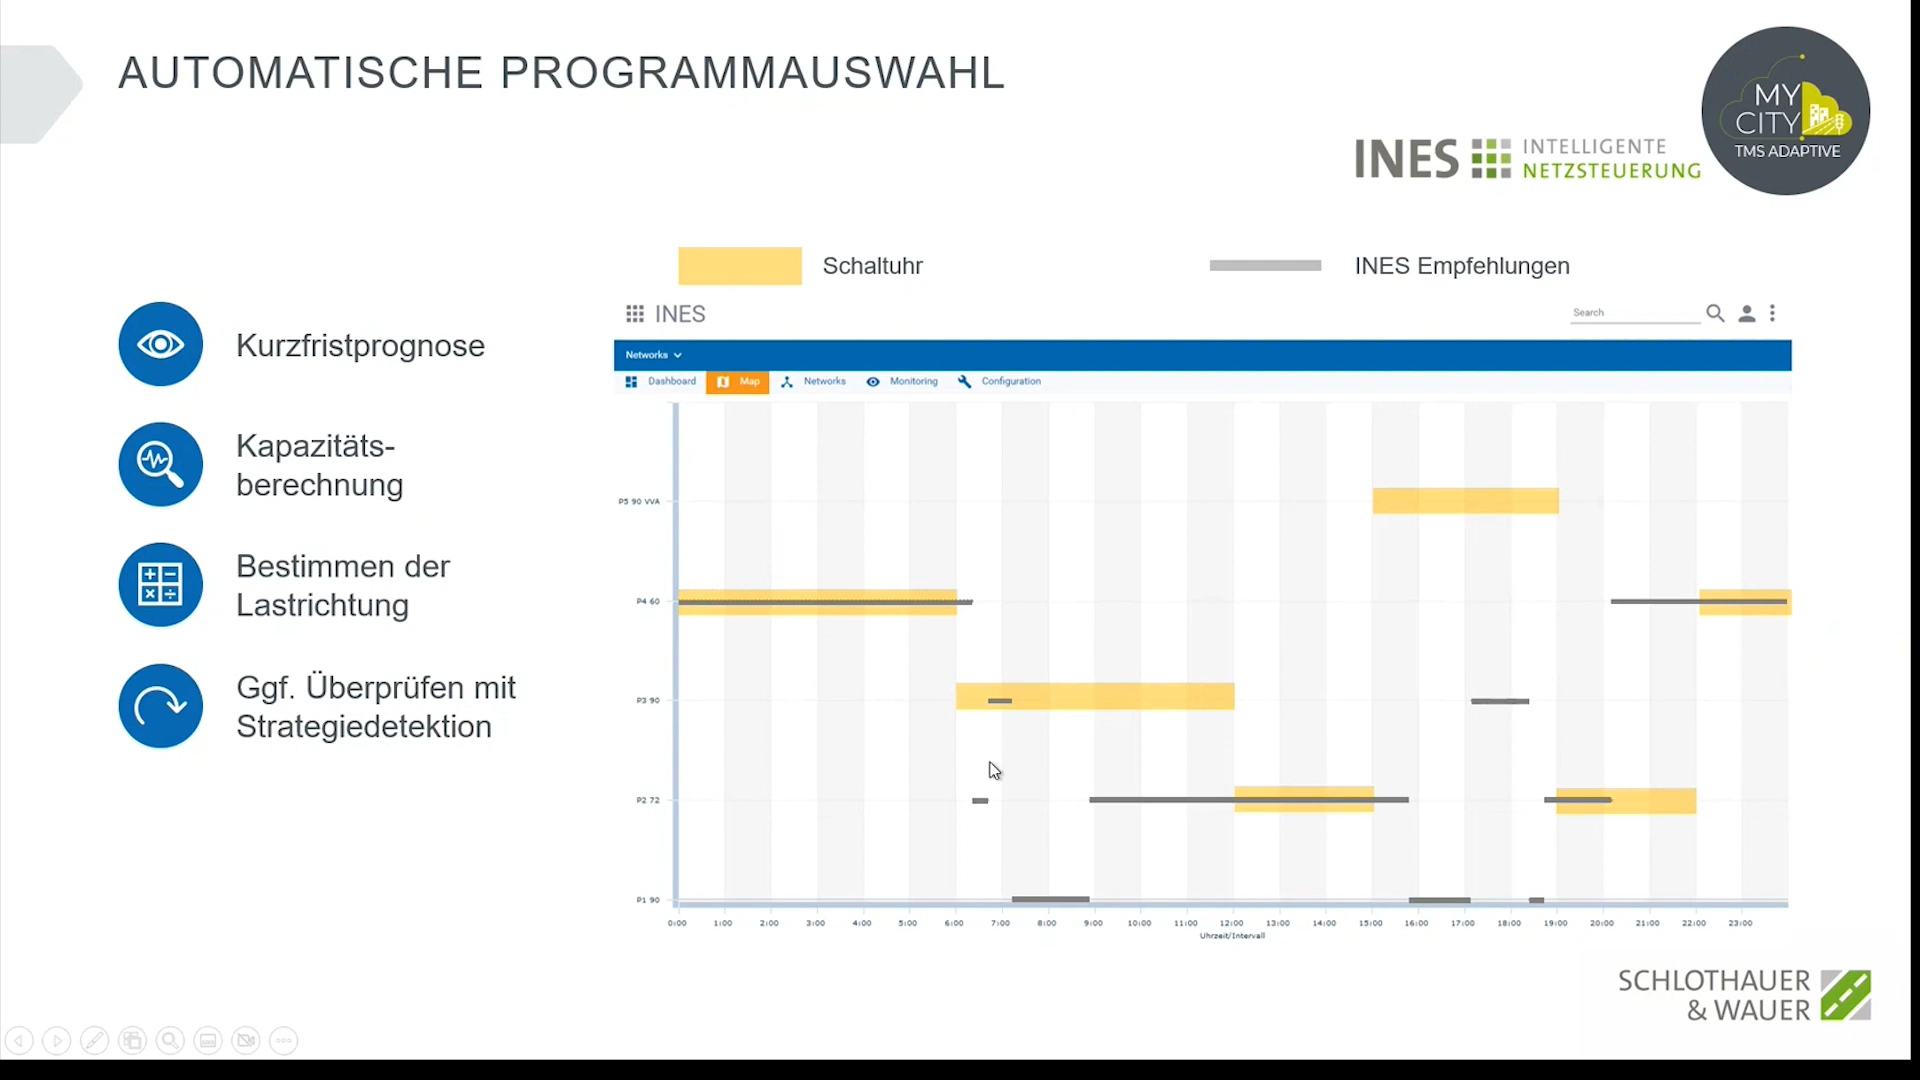 AUTOMATISCHE PROGRAMMAUSWAHL
MY
CITY
TMS ADAPTIVE
INES
INTELLIGENTE
NETZSTEUERUNG
Schaltuhr
INES Empfehlungen
Kurzfristprognose
Kapazitäts-
berechnung
Bestimmen der
Lastrichtung
Ggf. Überprüfen mit
Strategiedetektion
INES
Search
Networks
Dashboard Map Networks Monitoring Configuration
P5 90 VVA
P4 60
P3 90
P2 72
P1 90
0:00 1:00 2:00 3:00 4:00 5:00 6:00 7:00 8:00 9:00 10:00 11:00 12:00 13:00 14:00 15:00 16:00 17:00 18:00 19:00 20:00 21:00 22:00 23:00
Uhrzeit/Intervall
SCHLOTHAUER
& WAUER